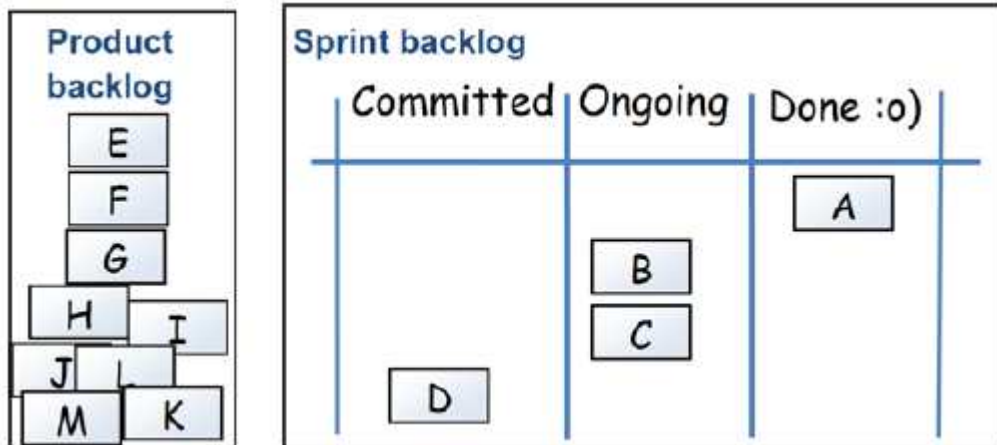 Product
backlog
E
F
G
H
I
J
L
M
K
Sprint backlog
Committed Ongoing Done :o)
A
B
C
D